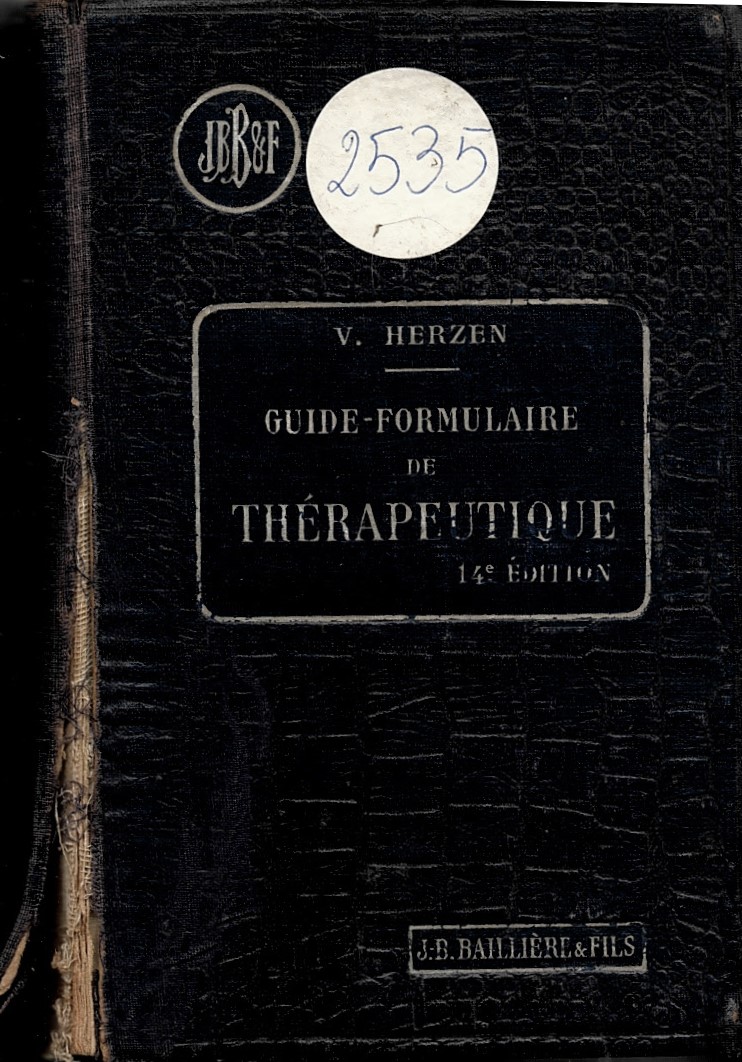 JBB&F
2535
V. HERZEN
GUIDE-FORMULAIRE
DE
THÉRAPEUTIQUE
14e ÉDITION
J.-B. BAILLIÈRE & FILS